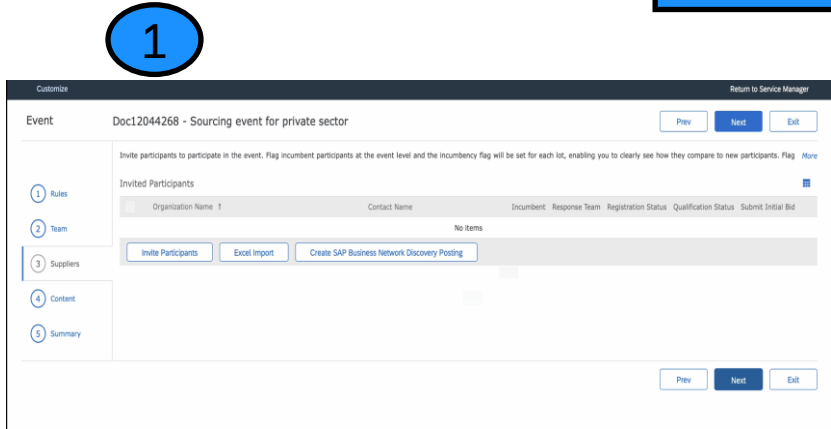 1
Customize
Return to Service Manager
Event
Doc12044268 - Sourcing event for private sector
Prev
Next
Exit
Invite participants to participate in the event. Flag incumbent participants at the event level and the incumbency flag will be set for each lot, enabling you to clearly see how they compare to new participants. Flag More
1 Rules
2 Team
3 Suppliers
4 Content
5 Summary
Invited Participants
Organization Name ↑ Contact Name Incumbent Response Team Registration Status Qualification Status Submit Initial Bid
No items
Invite Participants
Excel Import
Create SAP Business Network Discovery Posting
Prev
Next
Exit